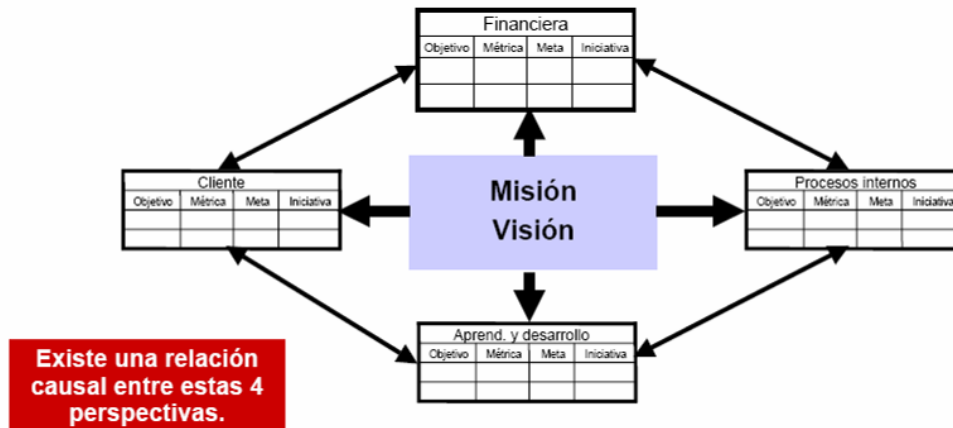 Financiera
Objetivo Métrica Meta Iniciativa
Cliente
Objetivo Métrica Meta Iniciativa
Misión
Visión
Procesos internos
Objetivo Métrica Meta Iniciativa
Aprend. y desarrollo
Objetivo Métrica Meta Iniciativa
Existe una relación
causal entre estas 4
perspectivas.